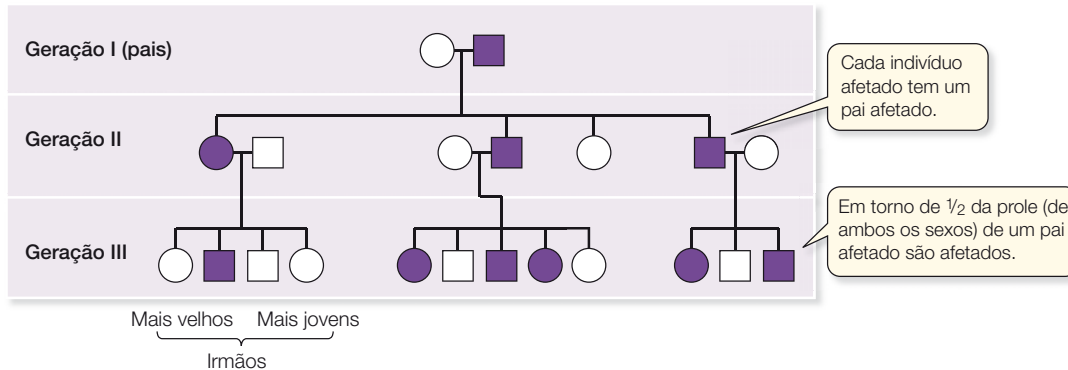 Geração I (pais)
Cada indivíduo
afetado tem um
pai afetado.
Geração II
Em torno de 1/2 da prole (de
ambos os sexos) de um pai
afetado são afetados.
Geração III
Mais velhos Mais jovens
Irmãos